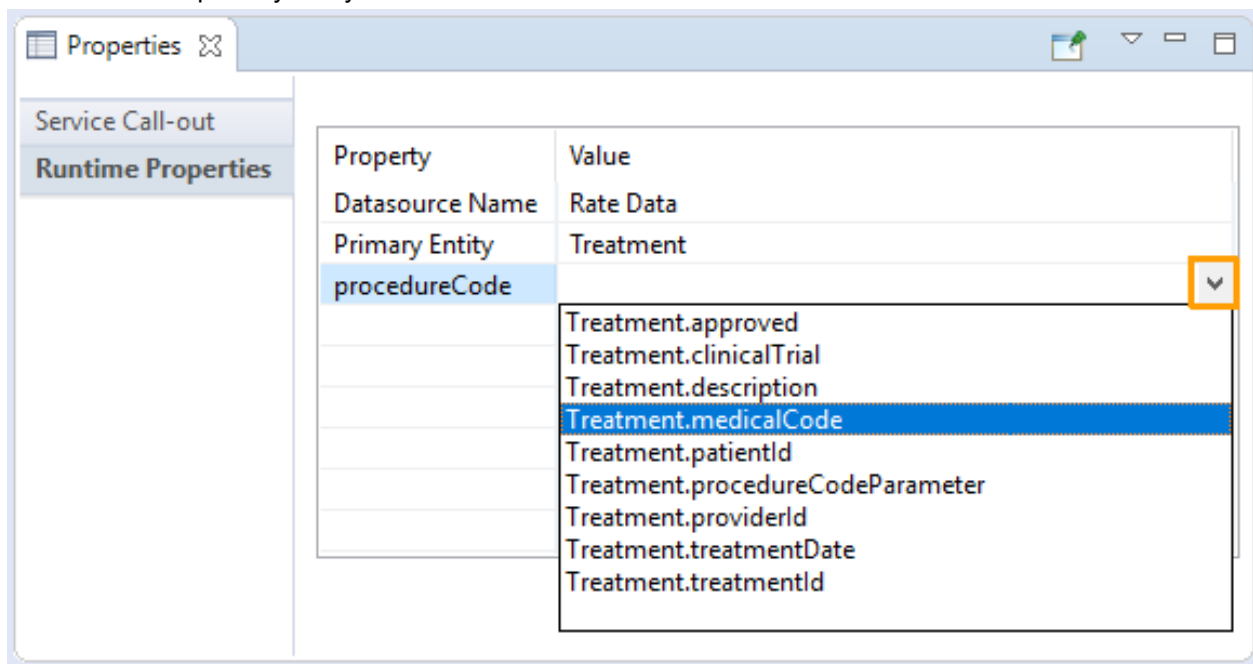 Properties
Service Call-out
Runtime Properties
Property Value
Datasource Name Rate Data
Primary Entity Treatment
procedureCode
Treatment.approved
Treatment.clinicalTrial
Treatment.description
Treatment.medicalCode
Treatment.patientId
Treatment.procedureCodeParameter
Treatment.providerId
Treatment.treatmentDate
Treatment.treatmentId